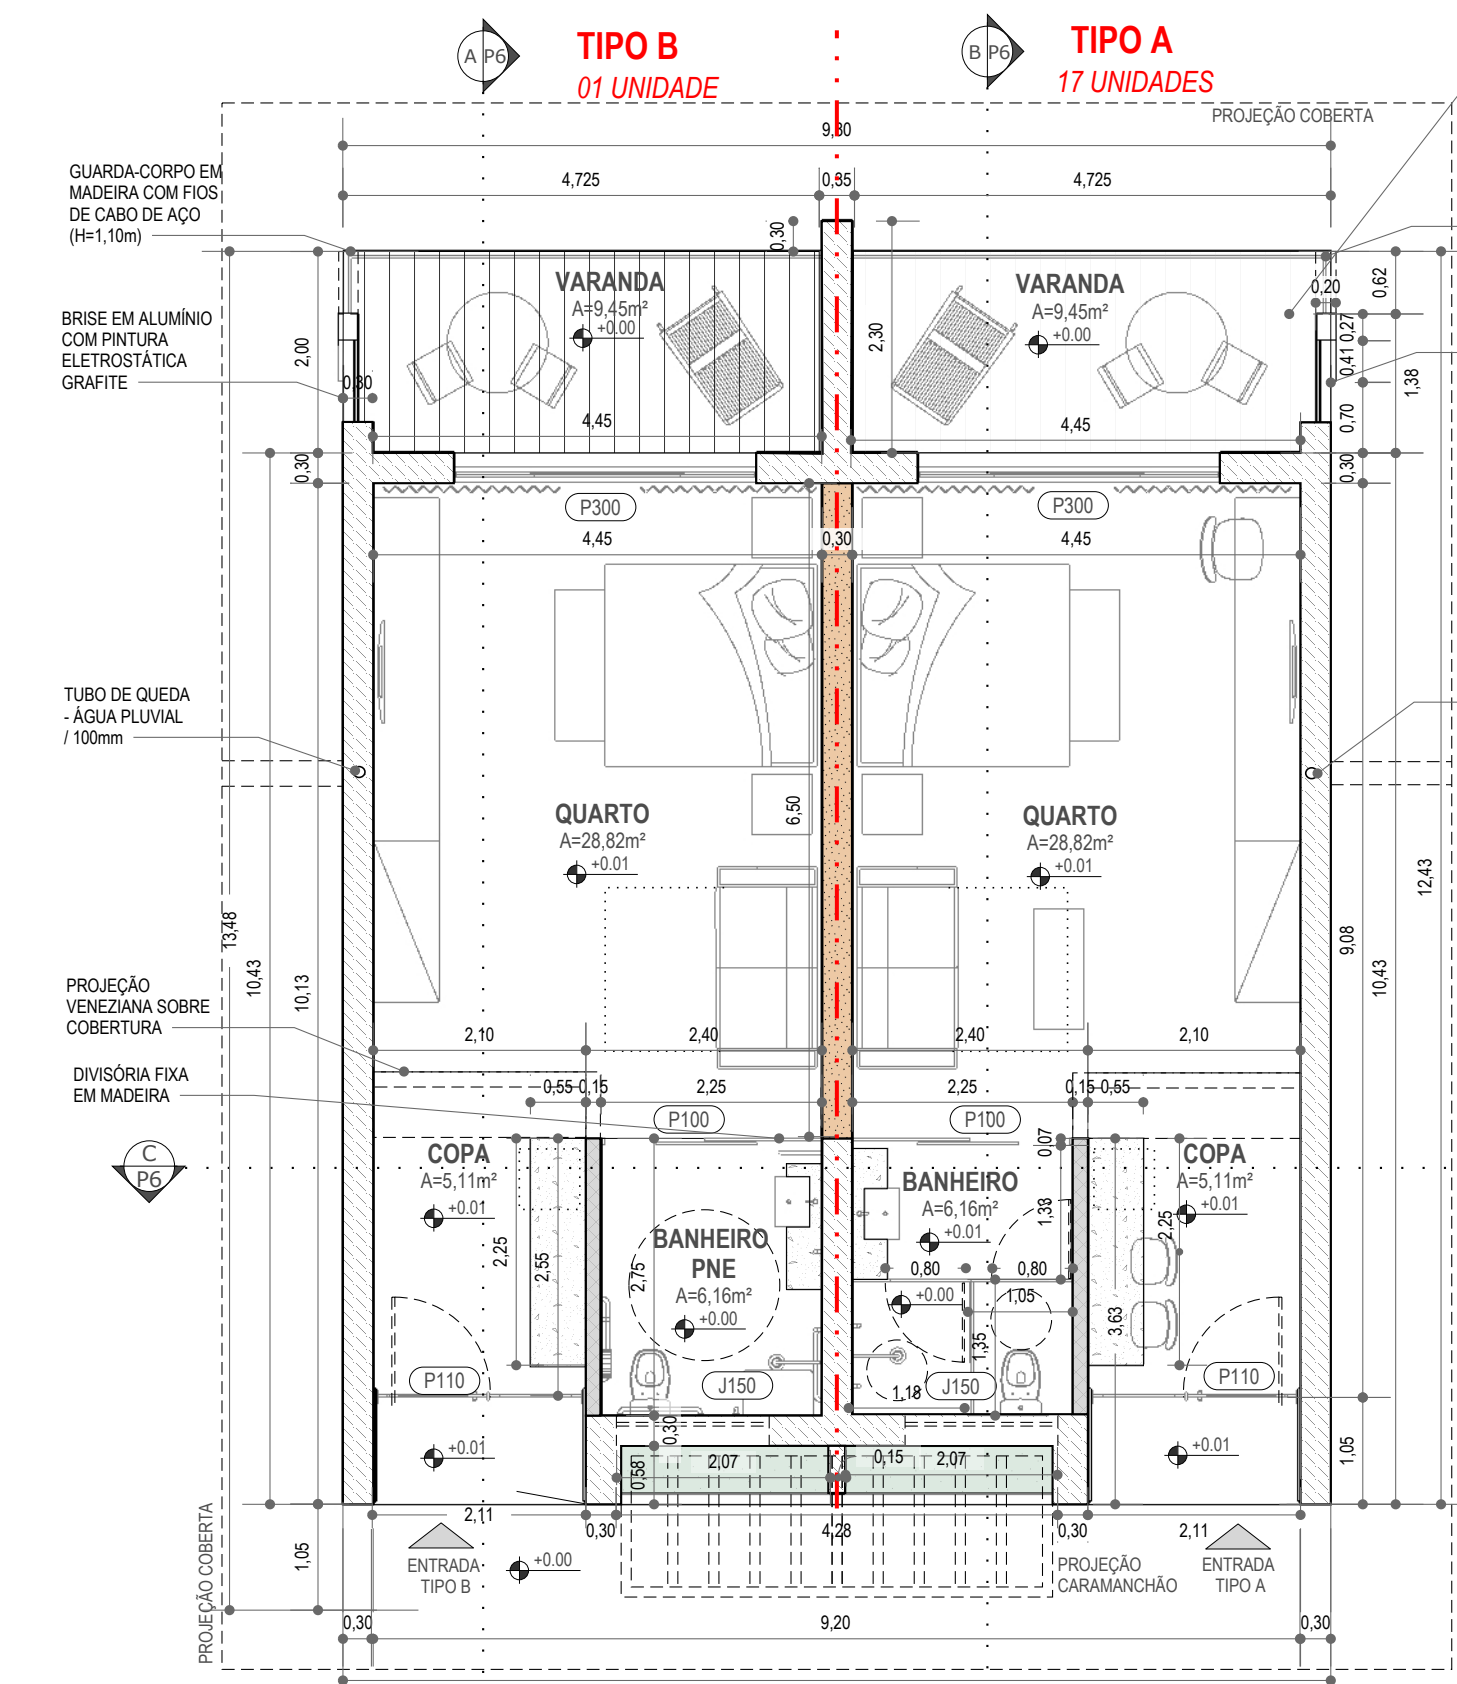 A P6
TIPO B
01 UNIDADE
B P6
TIPO A
17 UNIDADES
PROJEÇÃO COBERTA
9,80
4,725
0,35
4,725
GUARDA-CORPO EM
MADEIRA COM FIOS
DE CABO DE AÇO
(H=1,10m)
0,30
VARANDA
A=9,45m²
+0.00
VARANDA
A=9,45m²
+0.00
0,20
0,62
BRISE EM ALUMÍNIO
COM PINTURA
ELETROSTÁTICA
GRAFITE
2,00
0,30
2,30
0,27
0,41
1,38
0,70
4,45
4,45
0,30
0,30
P300
P300
4,45
0,30
4,45
TUBO DE QUEDA
- ÁGUA PLUVIAL
/ 100mm
6,50
QUARTO
A=28,82m²
+0.01
QUARTO
A=28,82m²
+0.01
12,43
13,48
10,43
10,13
9,08
10,43
PROJEÇÃO
VENEZIANA SOBRE
COBERTURA
2,10
2,40
2,40
2,10
DIVISÓRIA FIXA
EM MADEIRA
0,55
0,15
2,25
2,25
0,15
0,55
P100
P100
0,07
C
P6
COPA
A=5,11m²
+0.01
BANHEIRO
A=6,16m²
+0.01
COPA
A=5,11m²
+0.01
1,33
2,25
2,25
2,55
2,75
BANHEIRO
PNE
A=6,16m²
+0.00
0,80
0,80
+0.00
1,05
1,35
3,63
P110
J150
1,18
J150
P110
0,30
+0.01
0,58
2,07
0,15
2,07
+0.01
1,05
2,11
0,30
4,28
0,30
2,11
1,05
ENTRADA
TIPO B
+0.00
PROJEÇÃO
CARAMANCHÃO
ENTRADA
TIPO A
PROJEÇÃO COBERTA
0,30
9,20
0,30